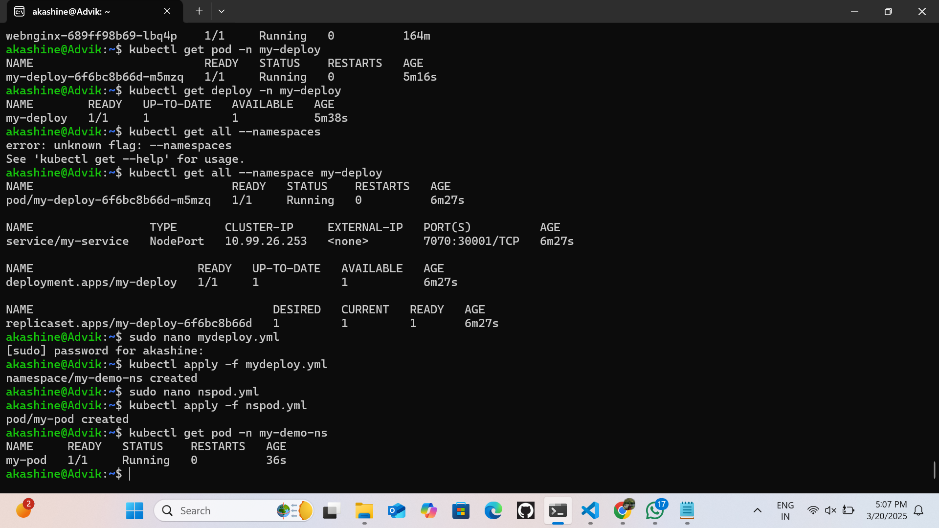 akashine@Advik: ~
webnginx-689ff98b69-lbq4p    1/1     Running   0          164m
akashine@Advik:~$ kubectl get pod -n my-deploy
NAME                         READY   STATUS    RESTARTS   AGE
my-deploy-6f6bc8b66d-m5mzq   1/1     Running   0          5m16s
akashine@Advik:~$ kubectl get deploy -n my-deploy
NAME        READY   UP-TO-DATE   AVAILABLE   AGE
my-deploy   1/1     1            1           5m38s
akashine@Advik:~$ kubectl get all --namespaces
error: unknown flag: --namespaces
See 'kubectl get --help' for usage.
akashine@Advik:~$ kubectl get all --namespace my-deploy
NAME                             READY   STATUS    RESTARTS   AGE
pod/my-deploy-6f6bc8b66d-m5mzq   1/1     Running   0          6m27s
NAME                 TYPE       CLUSTER-IP      EXTERNAL-IP   PORT(S)          AGE
service/my-service   NodePort   10.99.26.253    <none>        7070:30001/TCP   6m27s
NAME                        READY   UP-TO-DATE   AVAILABLE   AGE
deployment.apps/my-deploy   1/1     1            1           6m27s
NAME                                   DESIRED   CURRENT   READY   AGE
replicaset.apps/my-deploy-6f6bc8b66d   1         1         1       6m27s
akashine@Advik:~$ sudo nano mydeploy.yml
[sudo] password for akashine:
akashine@Advik:~$ kubectl apply -f mydeploy.yml
namespace/my-demo-ns created
akashine@Advik:~$ sudo nano nspod.yml
akashine@Advik:~$ kubectl apply -f nspod.yml
pod/my-pod created
akashine@Advik:~$ kubectl get pod -n my-demo-ns
NAME     READY   STATUS    RESTARTS   AGE
my-pod   1/1     Running   0          36s
akashine@Advik:~$
2
Search
17
ENG
IN
5:07 PM
3/20/2025